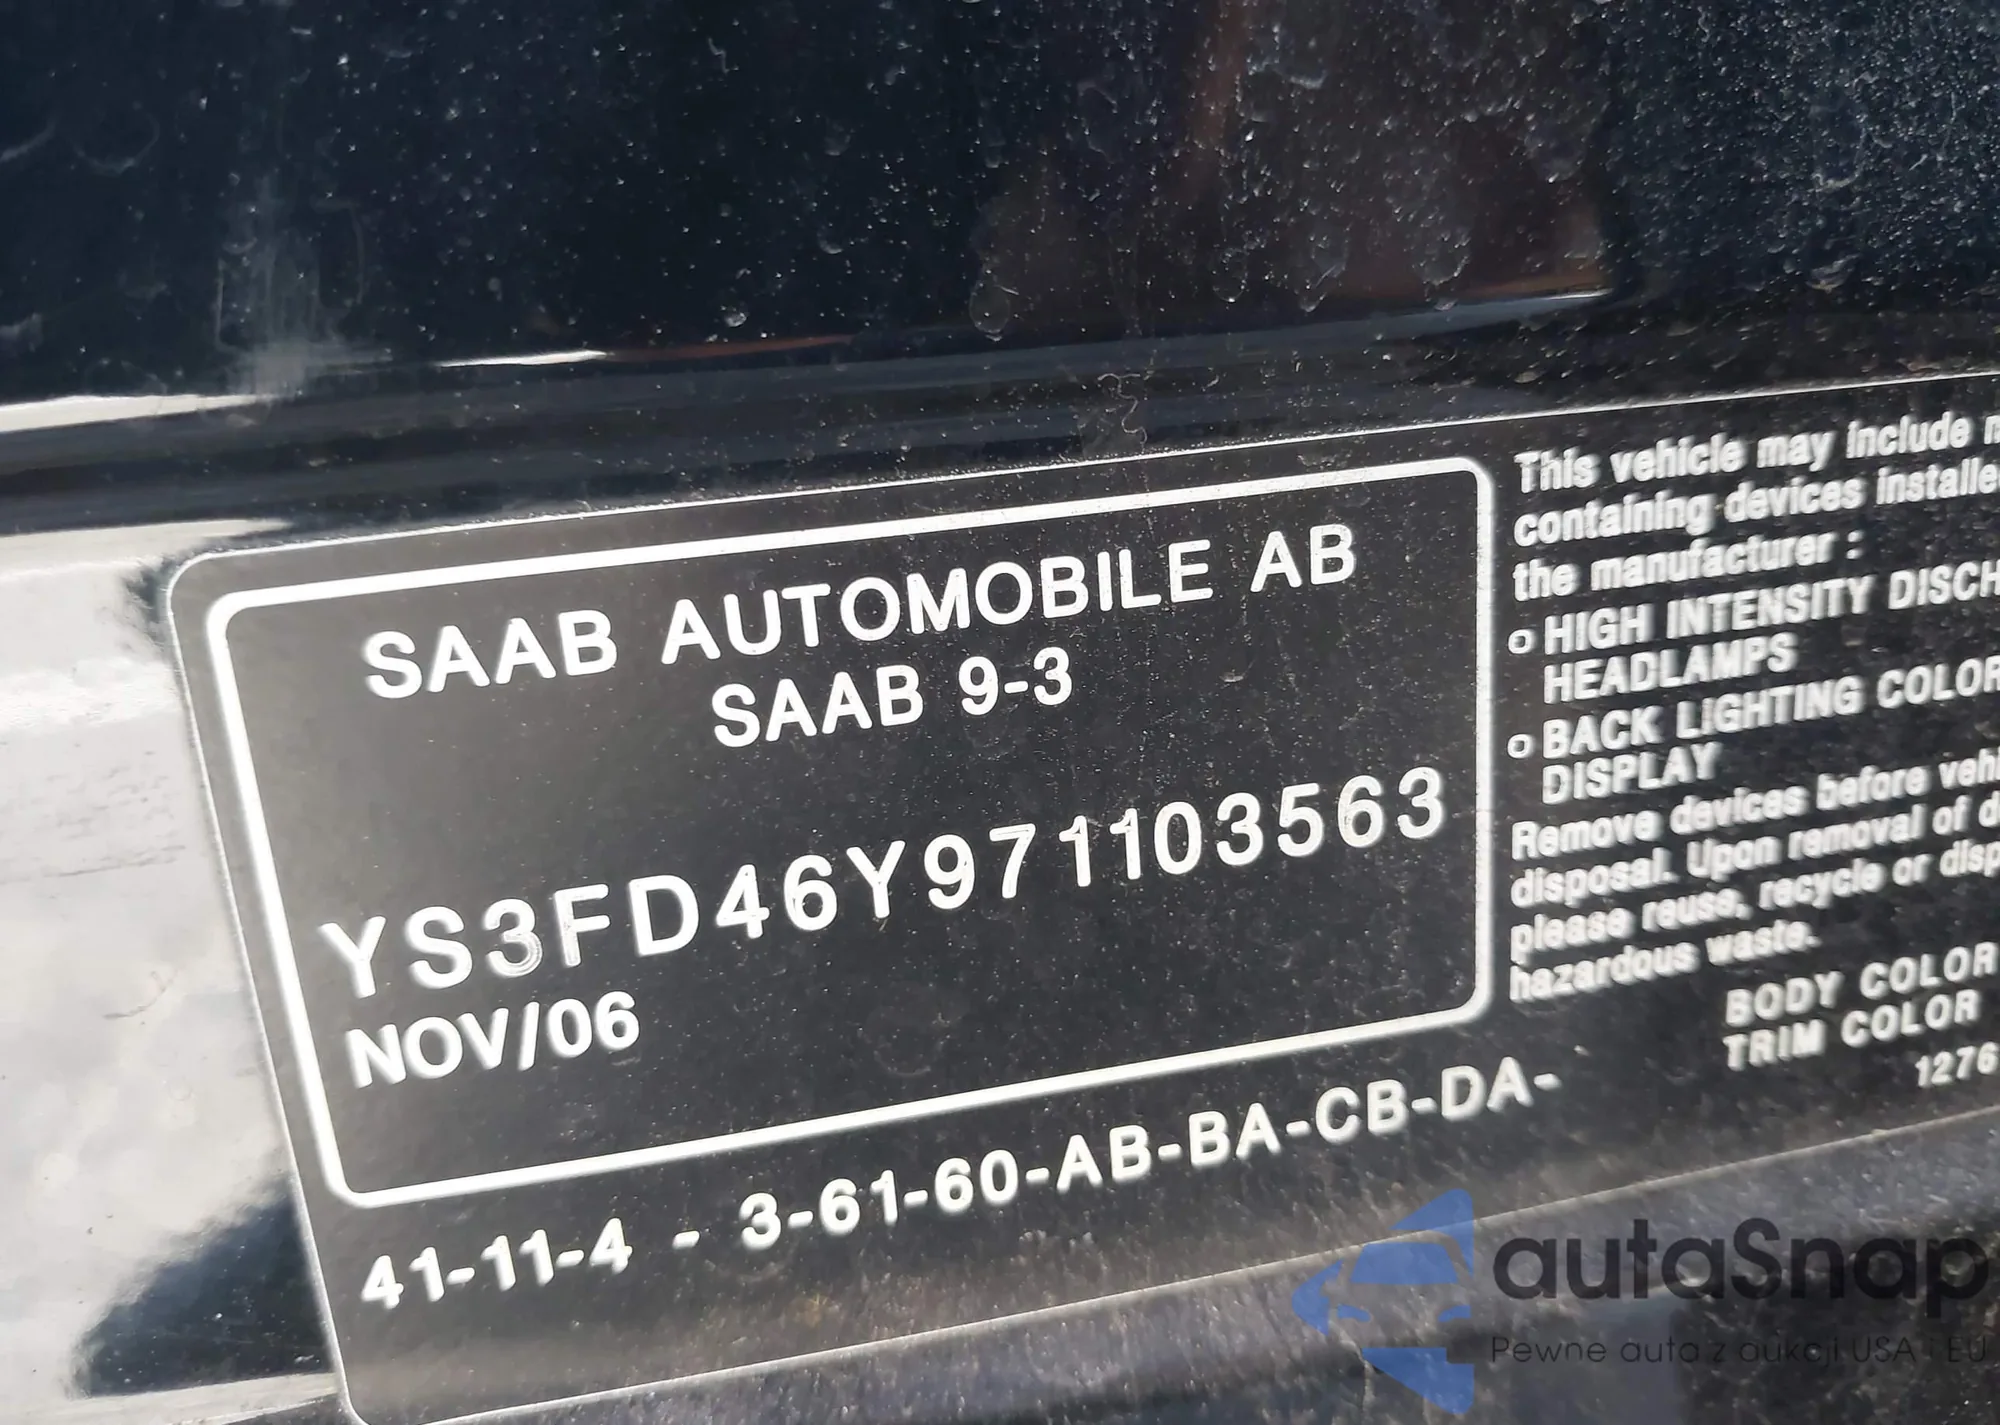 SAAB AUTOMOBILE AB
SAAB 9-3
YS3FD46Y971103563
NOV/06
41-11-4 - 3-61-60-AB-BA-CB-DA-
This vehicle may include
containing devices
the manufacturer :
o HIGH INTENSITY
HEADLAMPS
o BACK LIGHTING COLOR
DISPLAY
Remove devices before
disposal. Upon removal of
please reuse, recycle or
hazardous waste.
BODY COLOR
TRIM COLOR
1276
autaSnap
Pewne auta z aukcji USA i EU